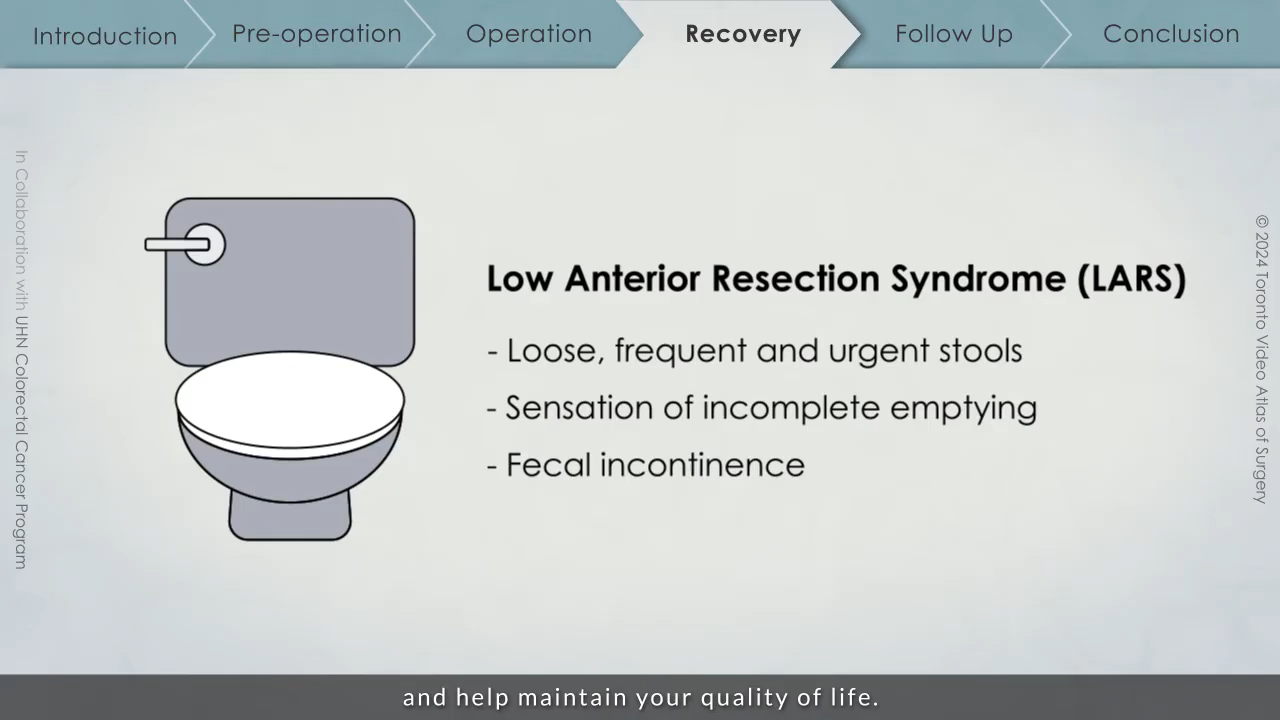 Introduction
Pre-operation
Operation
Recovery
Follow Up
Conclusion
In Collaboration with UHN Colorectal Cancer Program
Low Anterior Resection Syndrome (LARS)
- Loose, frequent and urgent stools
- Sensation of incomplete emptying
- Fecal incontinence
© 2024 Toronto Video Atlas of Surgery
and help maintain your quality of life.